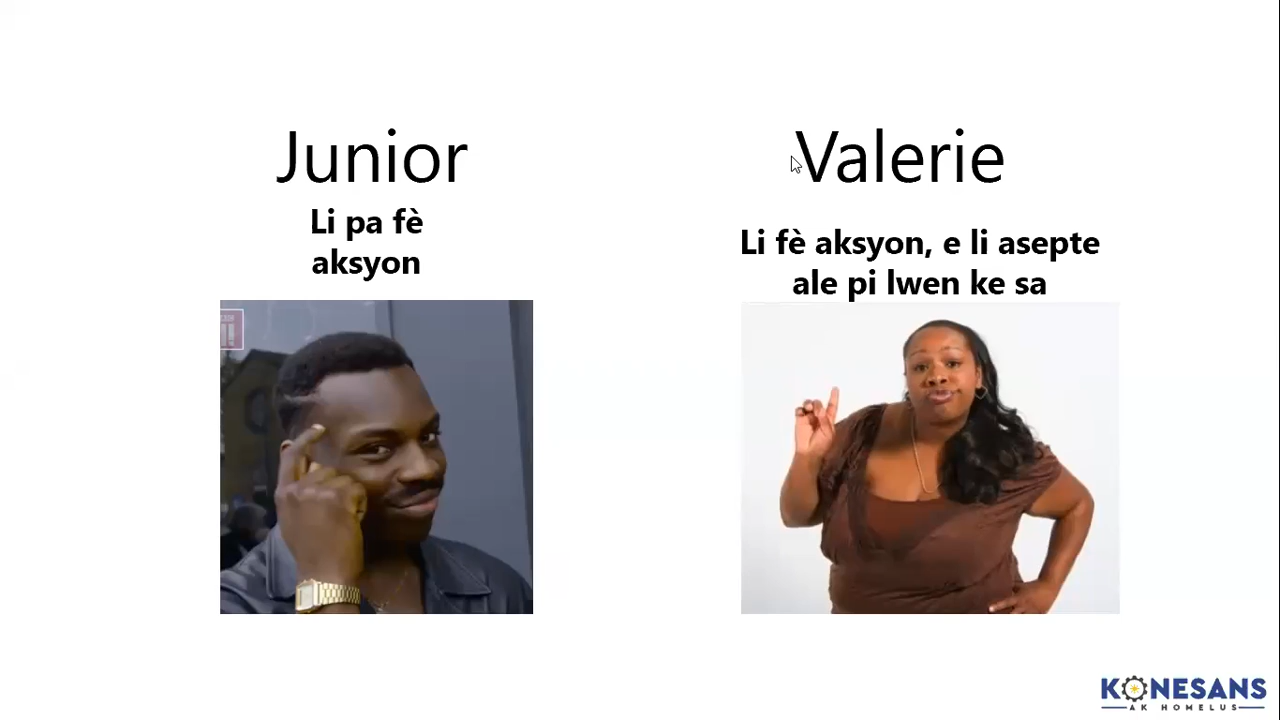 Junior
Li pa fè
aksyon
Valerie
Li fè aksyon, e li asepte
ale pi lwen ke sa
KONESANS
AK HOMELUS